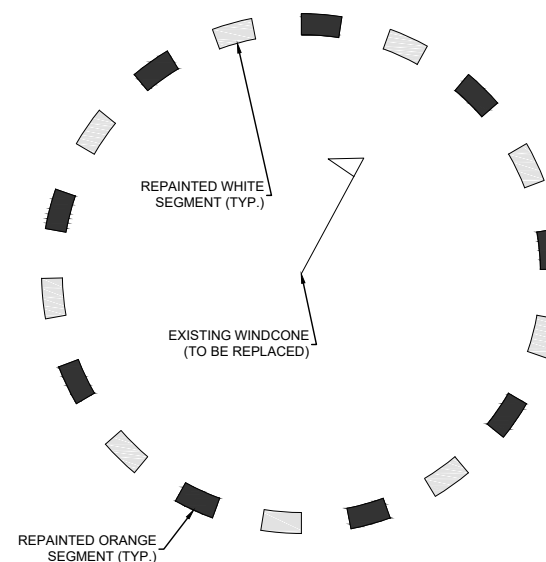 REPAINTED WHITE
SEGMENT (TYP.)
EXISTING WINDCONE
(TO BE REPLACED)
REPAINTED ORANGE
SEGMENT (TYP.)